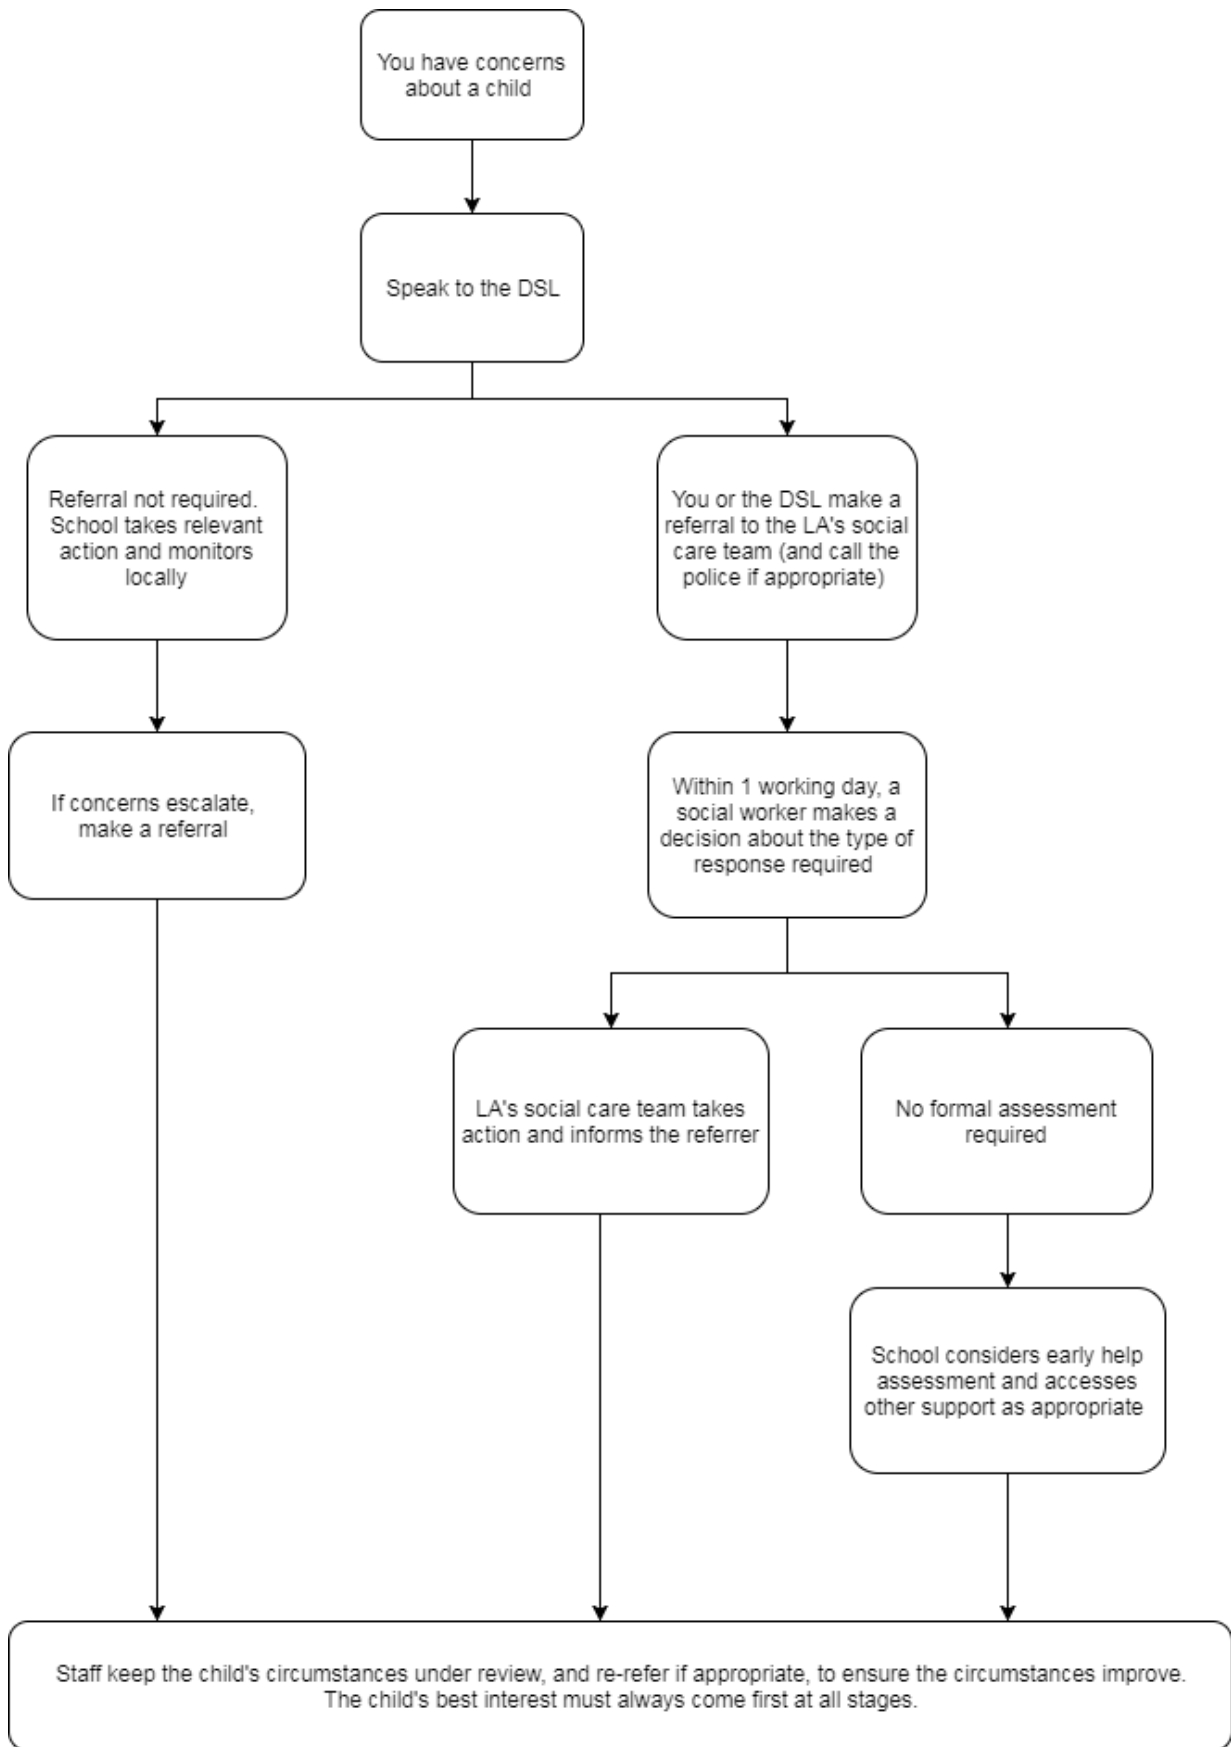 You have concerns
about a child
Speak to the DSL
Referral not required.
School takes relevant
action and monitors
locally
You or the DSL make a
referral to the LA's social
care team (and call the
police if appropriate)
If concerns escalate,
make a referral
Within 1 working day, a
social worker makes a
decision about the type of
response required
LA's social care team takes
action and informs the referrer
No formal assessment
required
School considers early help
assessment and accesses
other support as appropriate
Staff keep the child's circumstances under review, and re-refer if appropriate, to ensure the circumstances improve.
The child's best interest must always come first at all stages.